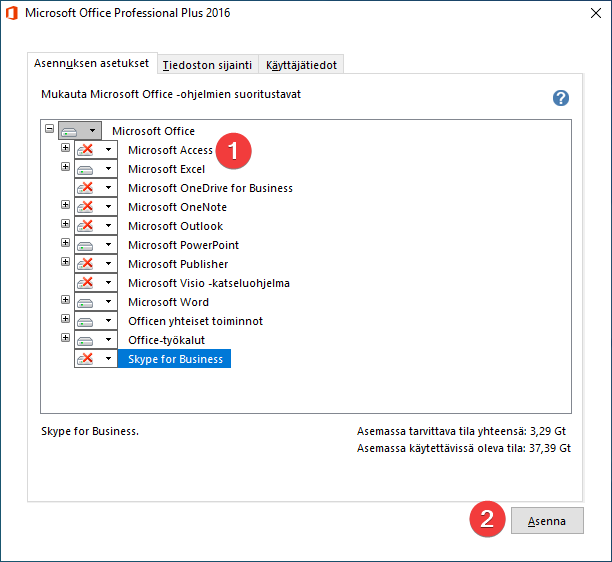 Microsoft Office Professional Plus 2016
Asennuksen asetukset
Tiedoston sijainti
Käyttäjätiedot
Mukauta Microsoft Office -ohjelmien suoritustavat
?
Microsoft Office
Microsoft Access
1
Microsoft Excel
Microsoft OneDrive for Business
Microsoft OneNote
Microsoft Outlook
Microsoft PowerPoint
Microsoft Publisher
Microsoft Visio -katseluohjelma
Microsoft Word
Officen yhteiset toiminnot
Office-työkalut
Skype for Business
Skype for Business.
Asemassa tarvittava tila yhteensä: 3,29 Gt
Asemassa käytettävissä oleva tila: 37,39 Gt
2
Asenna